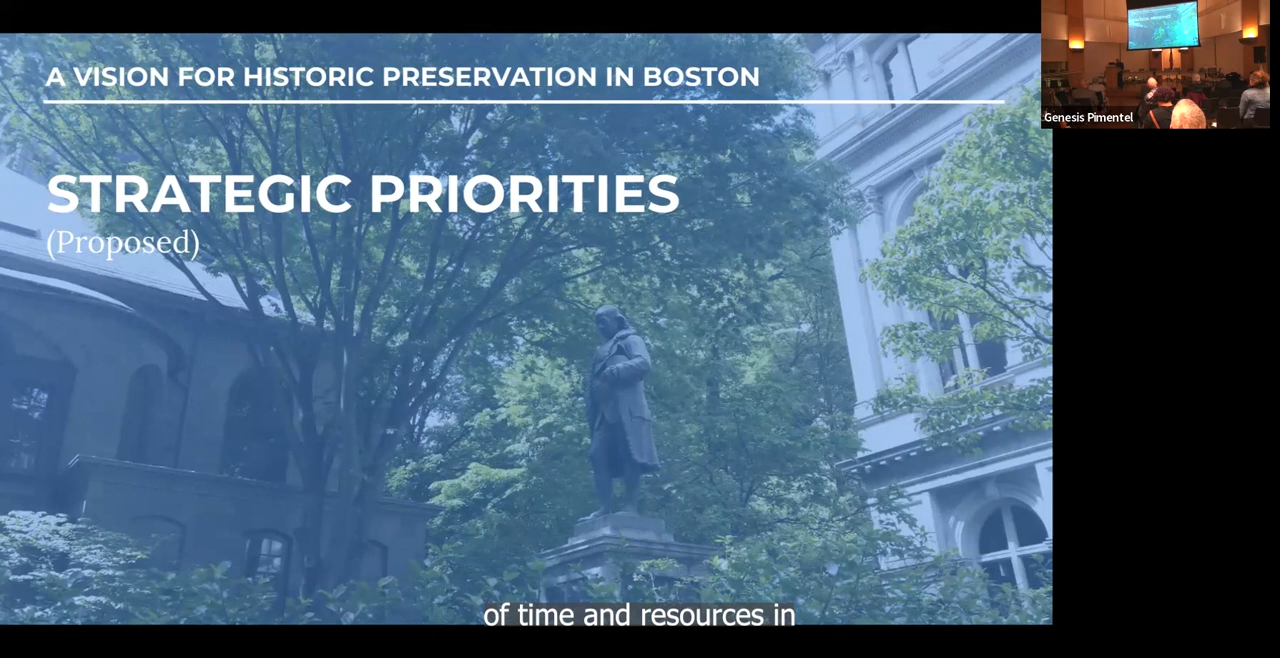 A VISION FOR HISTORIC PRESERVATION IN BOSTON
STRATEGIC PRIORITIES
(Proposed)
Genesis Pimentel
of time and resources in